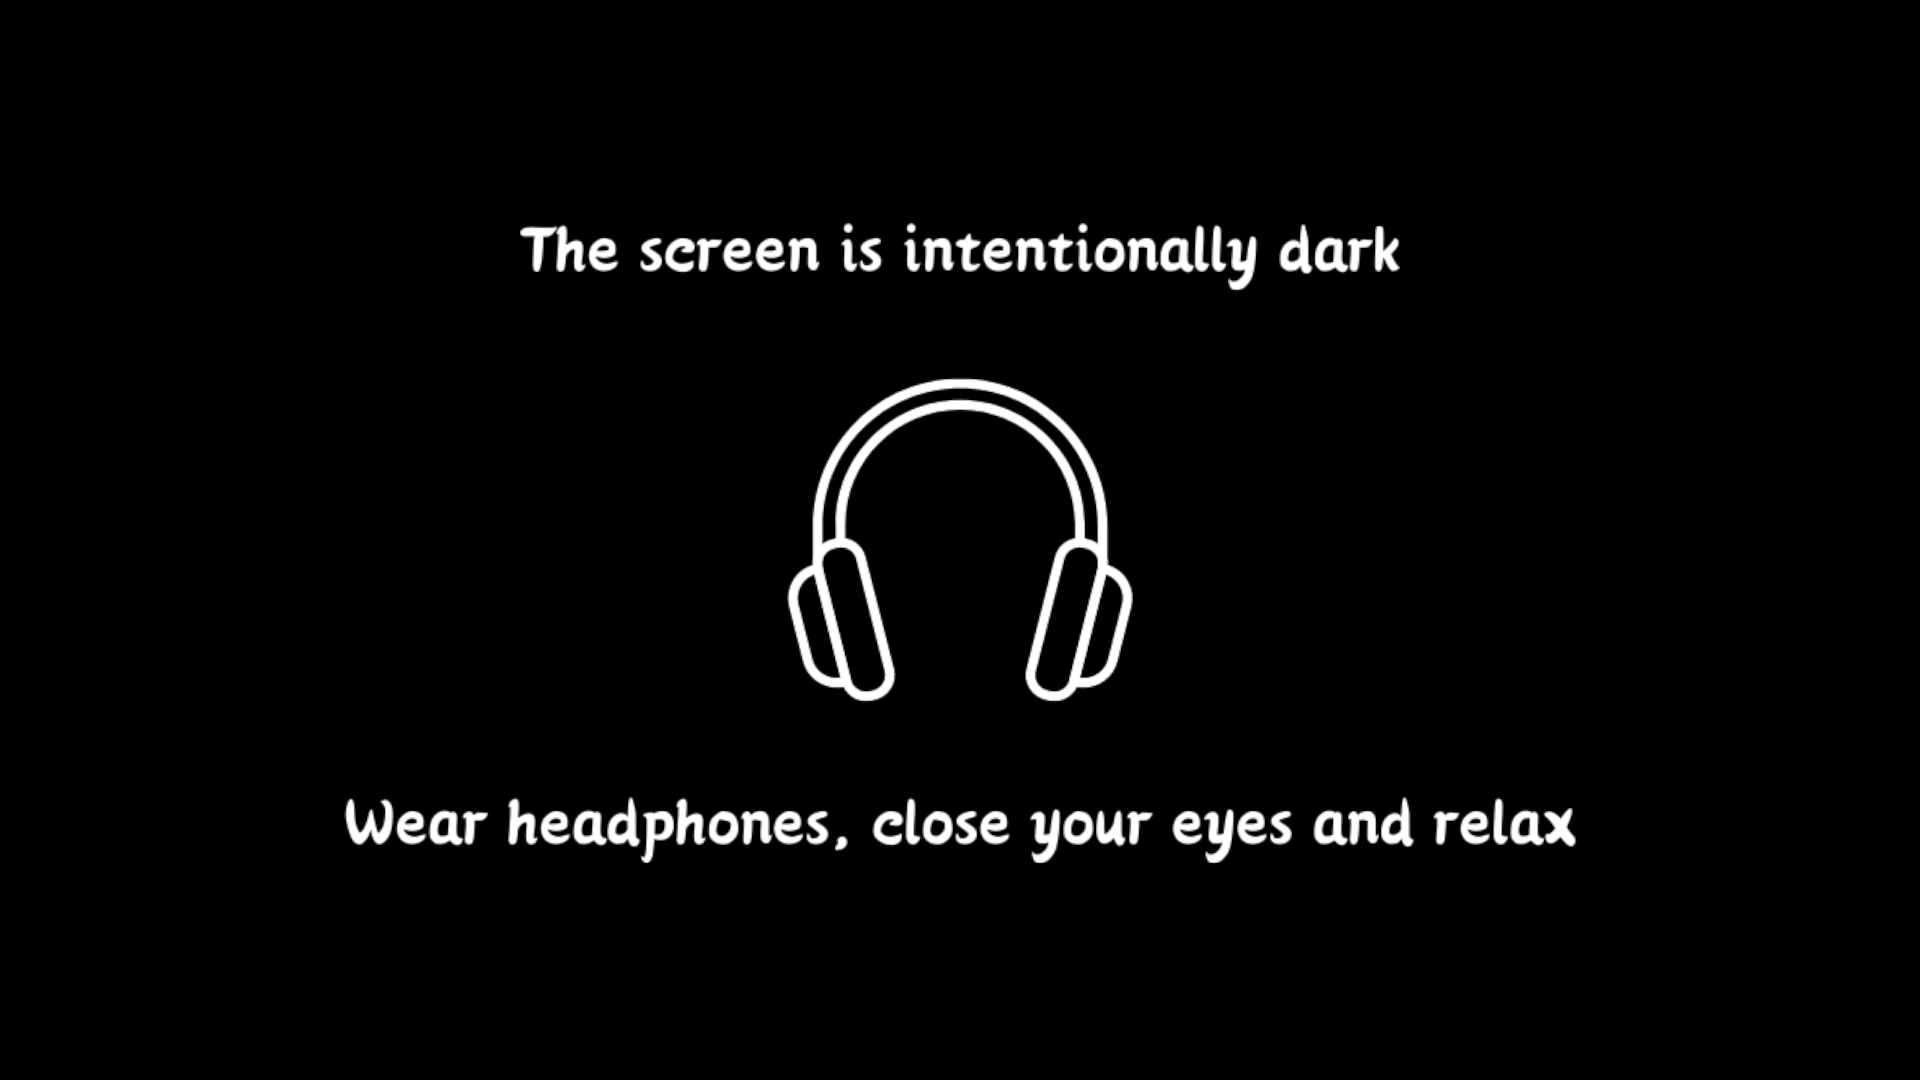 The screen is intentionally dark
Wear headphones, close your eyes and relax